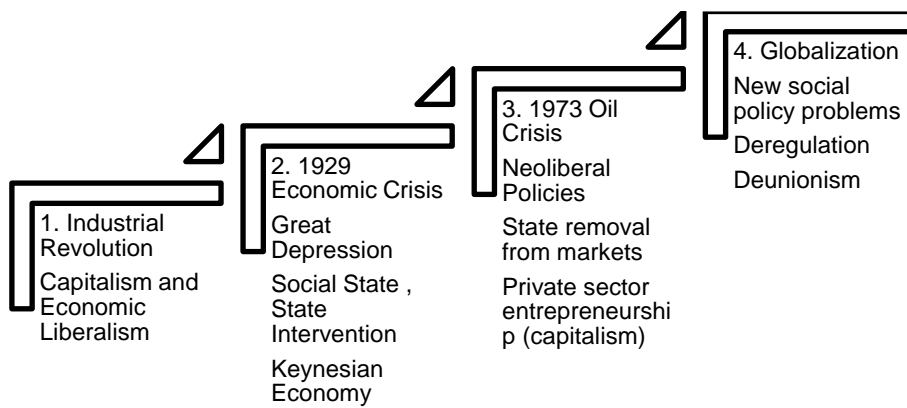 1. Industrial
Revolution
Capitalism and
Economic
Liberalism
2. 1929
Economic Crisis
Great
Depression
Social State ,
State
Intervention
Keynesian
Economy
3. 1973 Oil
Crisis
Neoliberal
Policies
State removal
from markets
Private sector
entrepreneurshi
p (capitalism)
4. Globalization
New social
policy problems
Deregulation
Deunionism